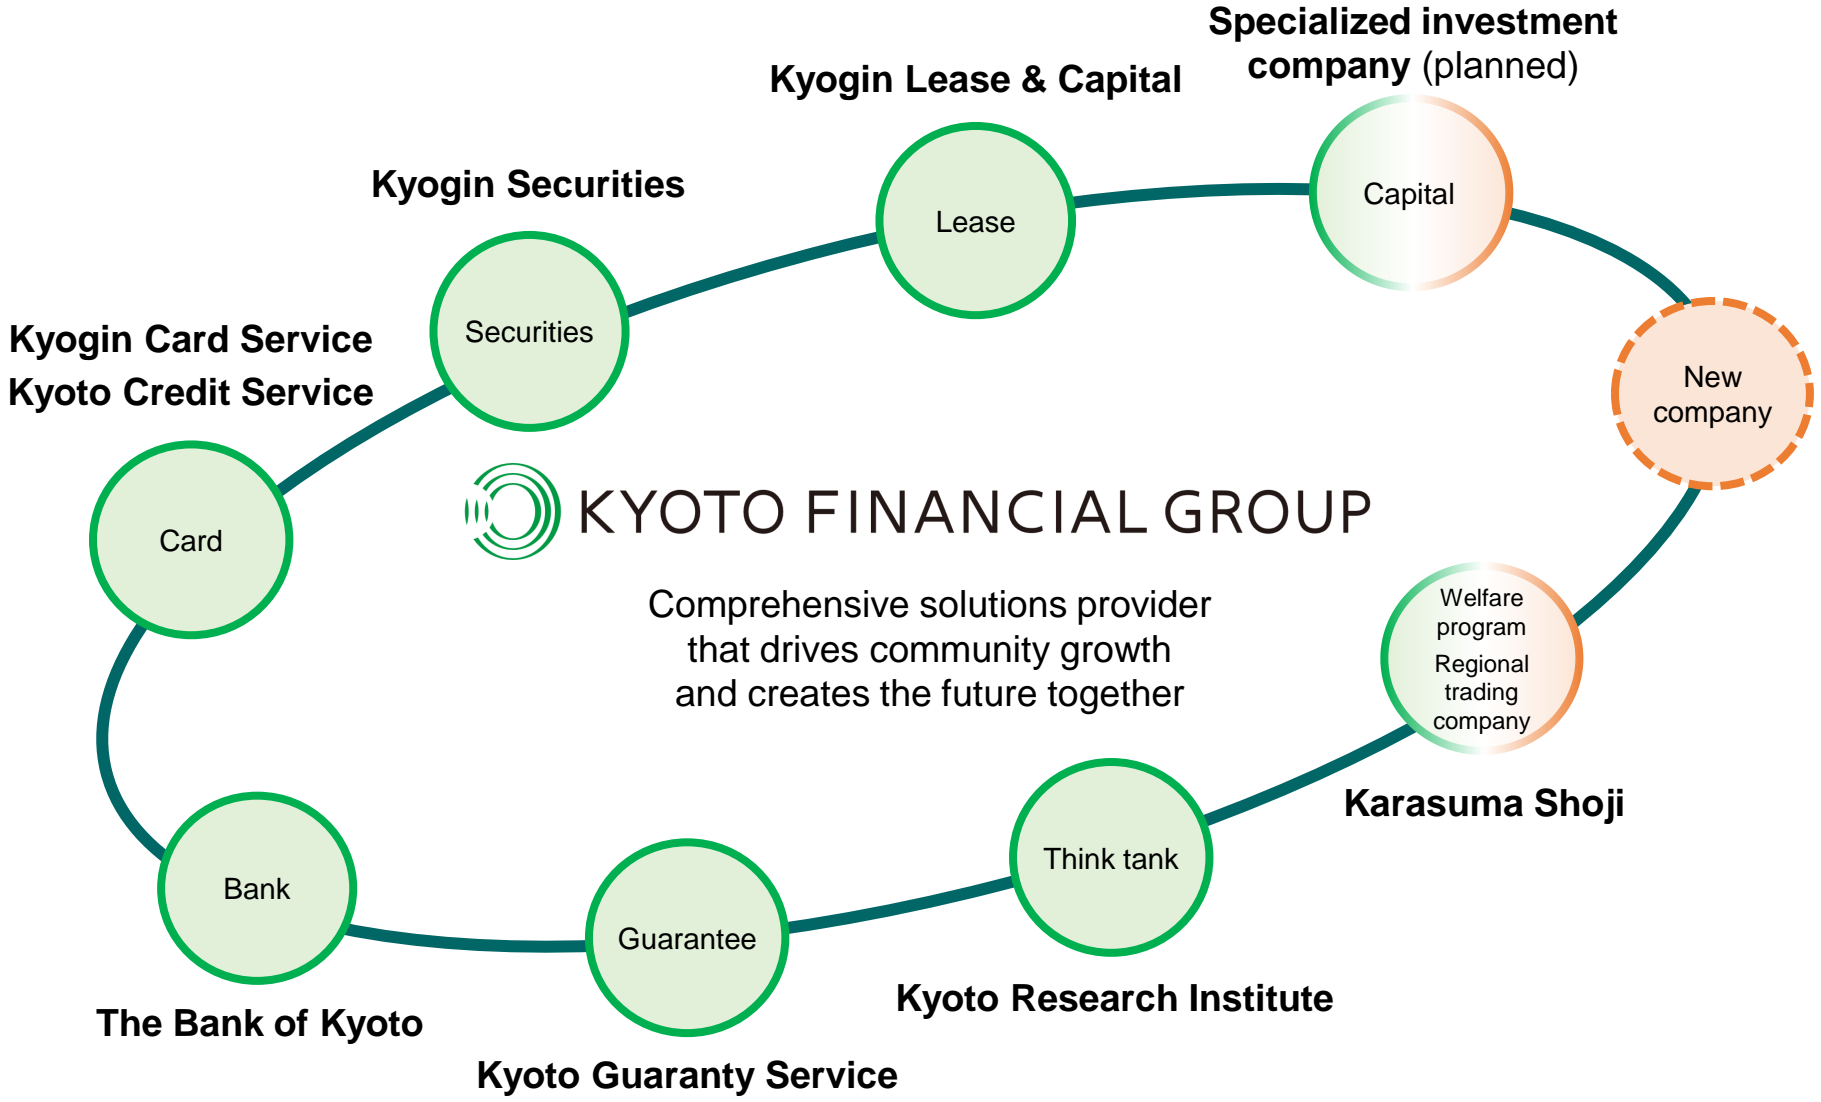 Specialized investment
company (planned)
Kyogin Lease & Capital
Capital
Kyogin Securities
Lease
Securities
Kyogin Card Service
Kyoto Credit Service
New
company
Card
KYOTO FINANCIAL GROUP
Comprehensive solutions provider
that drives community growth
and creates the future together
Welfare
program
Regional
trading
company
Karasuma Shoji
Think tank
Bank
Guarantee
Kyoto Research Institute
The Bank of Kyoto
Kyoto Guaranty Service